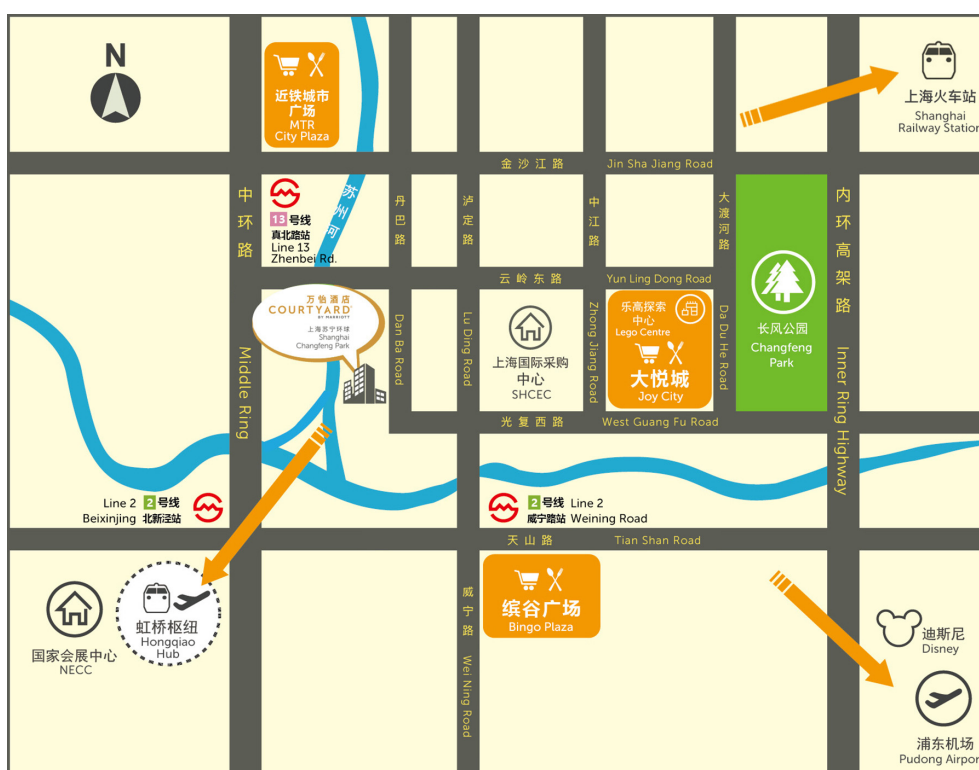 N
近铁城市
广场
MTR
City Plaza
上海火车站
Shanghai
Railway Station
金沙江路 Jin Sha Jiang Road
中环路
Middle Ring
13号线
真北路站
Line 13
Zhenbei Rd.
苏州河
丹巴路
Dan Ba Road
泸定路
Lu Ding Road
中江路
Zhong Jiang Road
大渡河路
Da Du He Road
内环高架路
Inner Ring Highway
云岭东路 Yun Ling Dong Road
万怡酒店
COURTYARD
BY MARRIOTT
上海苏宁环球
Shanghai
Changfeng Park
上海国际采购
中心
SHCEC
乐高探索
中心
Lego Centre
大悦城
Joy City
长风公园
Changfeng
Park
光复西路 West Guang Fu Road
Line 2 2号线
Beixinjing 北新泾站
2号线 Line 2
威宁路站 Weining Road
天山路 Tian Shan Road
国家会展中心
NECC
虹桥枢纽
Hongqiao
Hub
威宁路
Wei Ning Road
缤谷广场
Bingo Plaza
迪斯尼
Disney
浦东机场
Pudong Airport